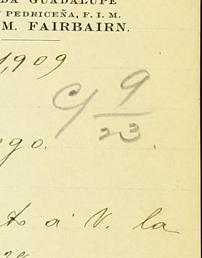 DA GUADALUPE
PEDRICEÑA, F. I. M.
M. FAIRBAIRN.
1909
C/ 9
23
go.
ts á V. la